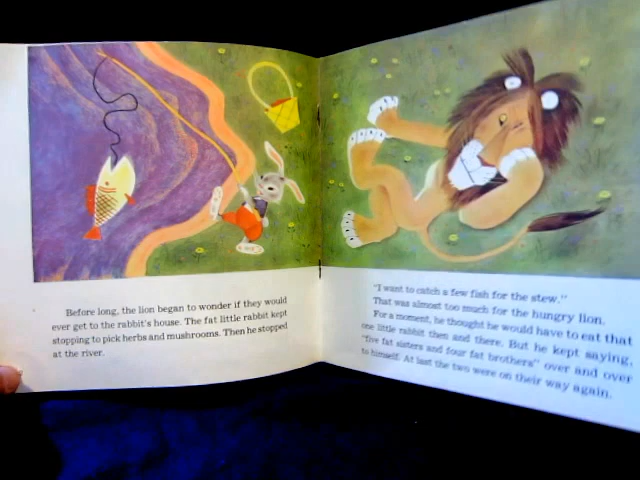 Before long, the lion began to wonder if they would
ever get to the rabbit's house. The fat little rabbit kept
stopping to pick herbs and mushrooms. Then he stopped
at the river.
"I want to catch a few fish for the stew."
That was almost too much for the hungry lion.
For a moment, he thought he would have to eat that
one little rabbit then and there. But he kept saying,
"five fat sisters and four fat brothers" over and over
to himself. At last the two were on their way again.